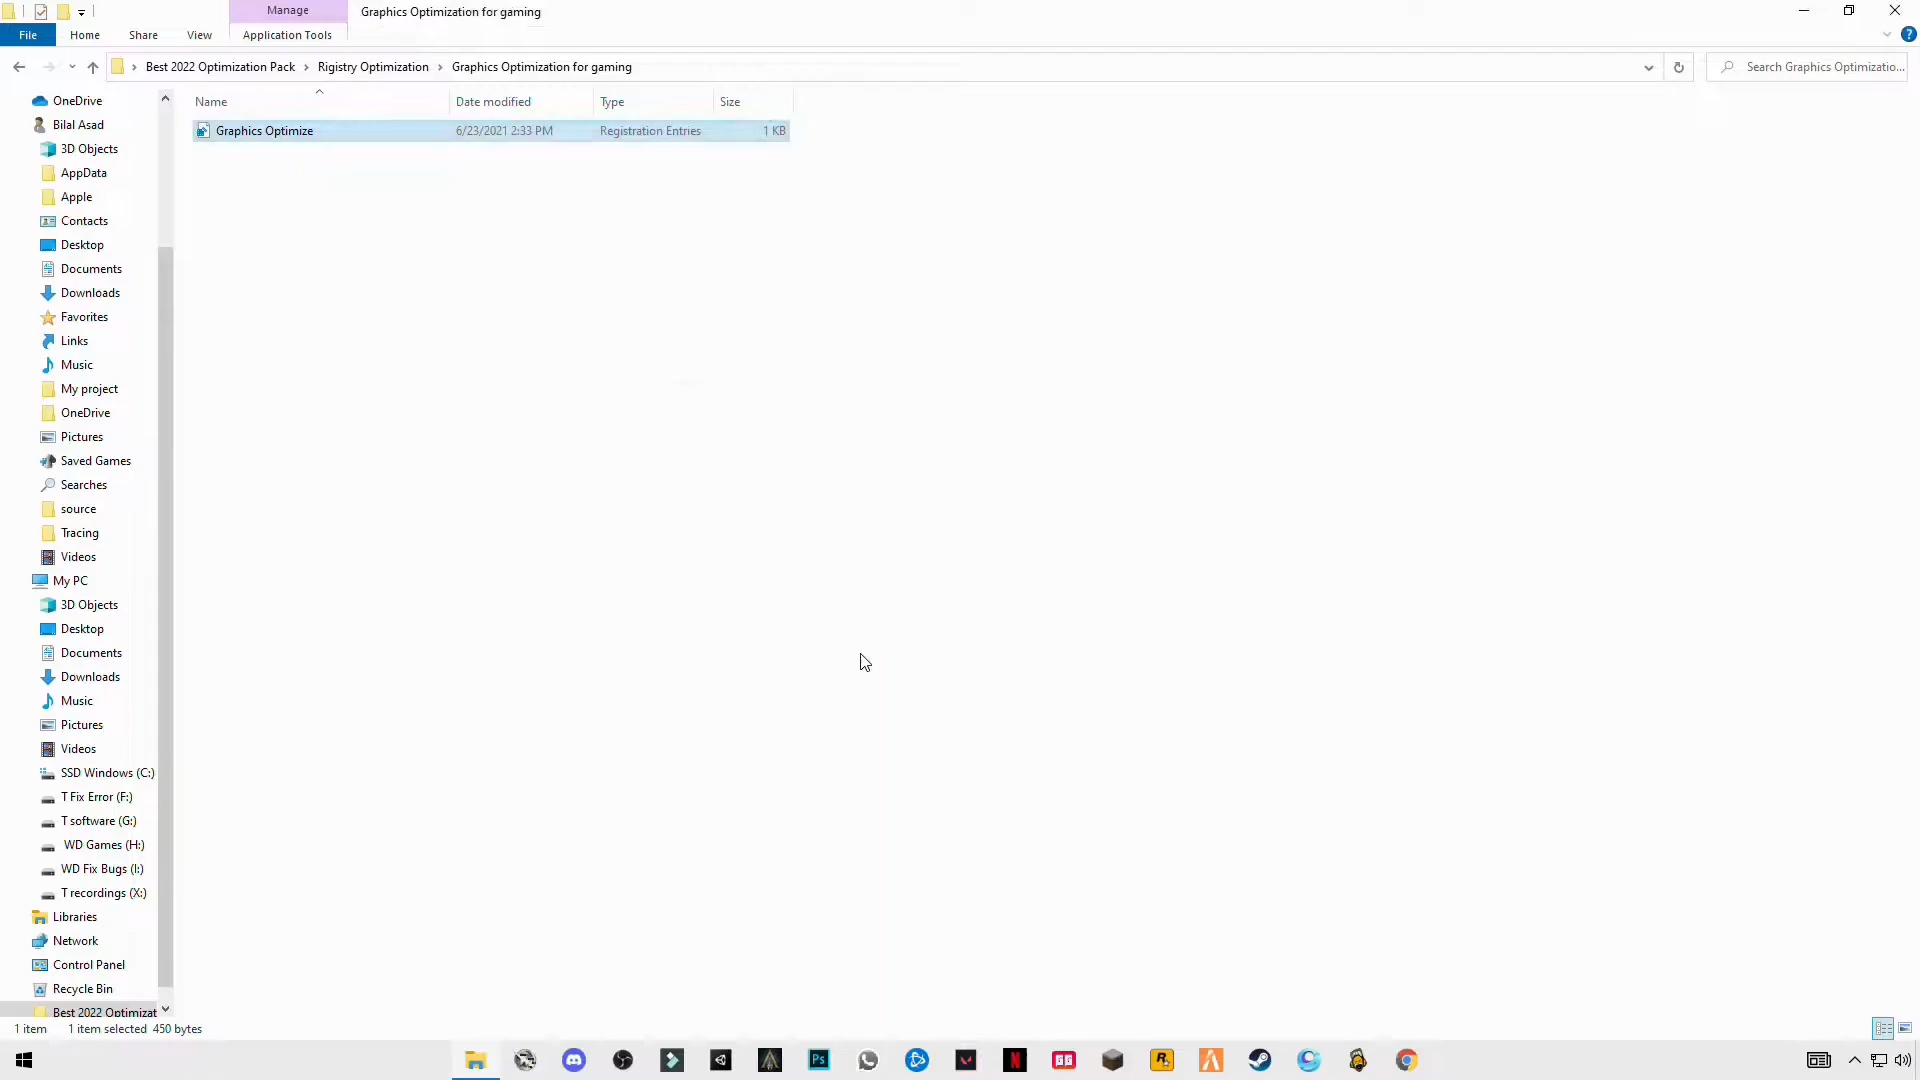 Manage
Graphics Optimization for gaming
File
Home
Share
View
Application Tools
Best 2022 Optimization Pack
Rigistry Optimization
Graphics Optimization for gaming
Search Graphics Optimizatio...
Name
Date modified
Type
Size
Graphics Optimize
6/23/2021 2:33 PM
Registration Entries
1 KB
OneDrive
Bilal Asad
3D Objects
AppData
Apple
Contacts
Desktop
Documents
Downloads
Favorites
Links
Music
My project
OneDrive
Pictures
Saved Games
Searches
source
Tracing
Videos
My PC
3D Objects
Desktop
Documents
Downloads
Music
Pictures
Videos
SSD Windows (C:)
T Fix Error (F:)
T software (G:)
WD Games (H:)
WD Fix Bugs (I:)
T recordings (X:)
Libraries
Network
Control Panel
Recycle Bin
Best 2022 Optimizat
1 item
1 item selected 450 bytes
Ps
N
R